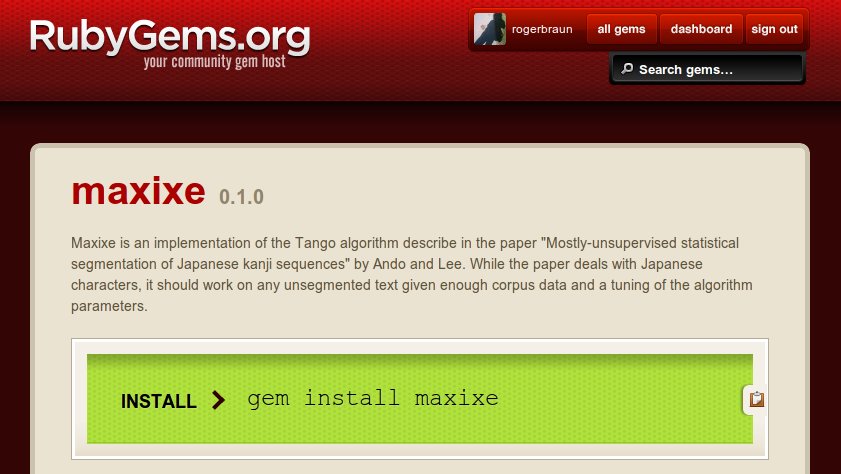 RubyGems.org
your community gem host
rogerbraun
all gems
dashboard
sign out
Search gems...
maxixe 0.1.0
Maxixe is an implementation of the Tango algorithm describe in the paper "Mostly-unsupervised statistical
segmentation of Japanese kanji sequences" by Ando and Lee. While the paper deals with Japanese
characters, it should work on any unsegmented text given enough corpus data and a tuning of the algorithm
parameters.
INSTALL gem install maxixe